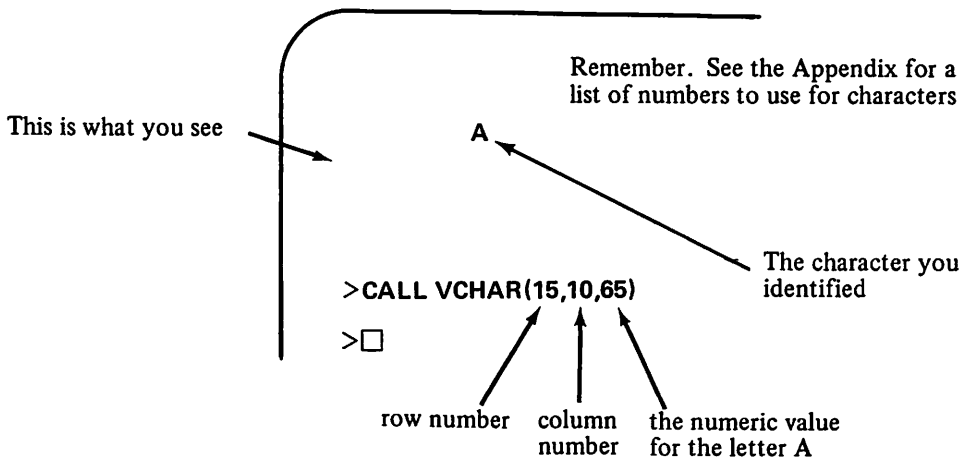 Remember. See the Appendix for a
list of numbers to use for characters
This is what you see
A
The character you
identified
>CALL VCHAR(15,10,65)
>□
row number
column
number
the numeric value
for the letter A